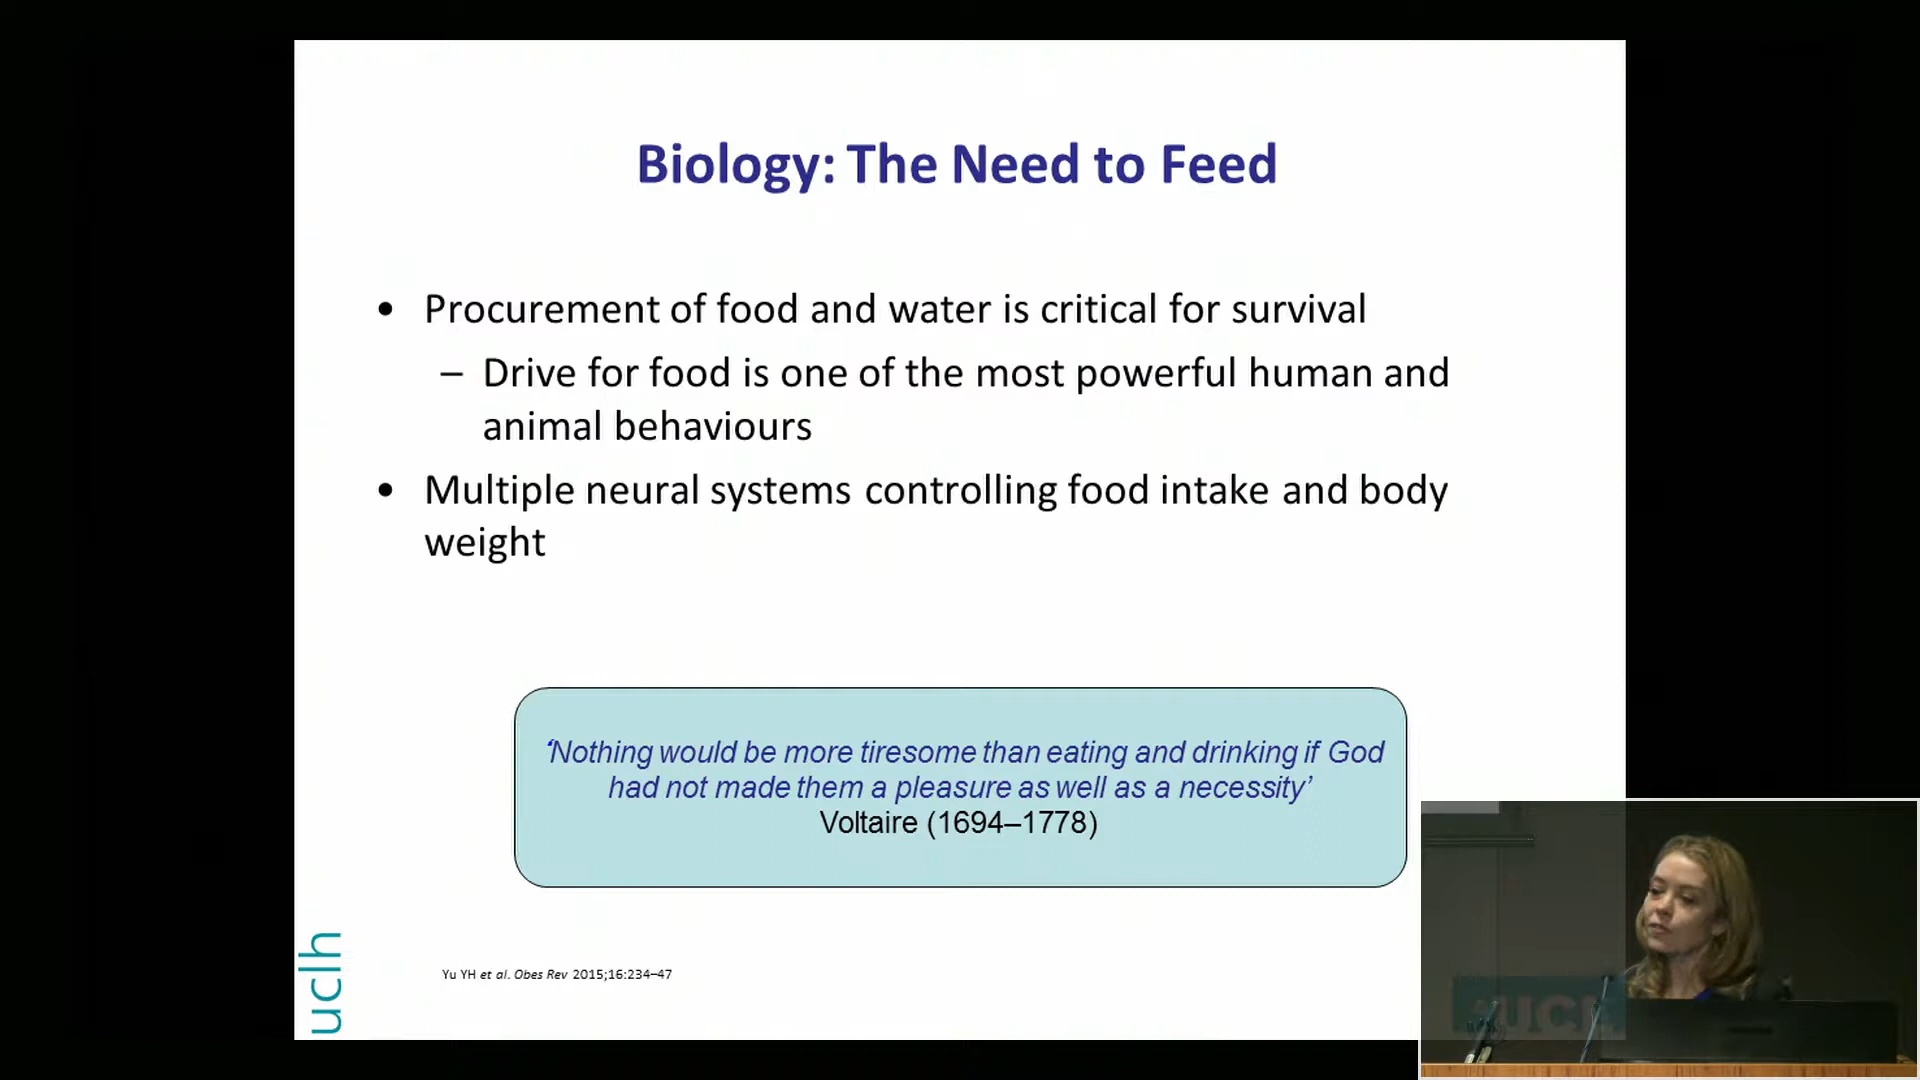 Biology: The Need to Feed
• Procurement of food and water is critical for survival
– Drive for food is one of the most powerful human and
animal behaviours
• Multiple neural systems controlling food intake and body
weight
‘Nothing would be more tiresome than eating and drinking if God
had not made them a pleasure as well as a necessity’
Voltaire (1694–1778)
Yu YH et al. Obes Rev 2015;16:234–47
uclh
UCL